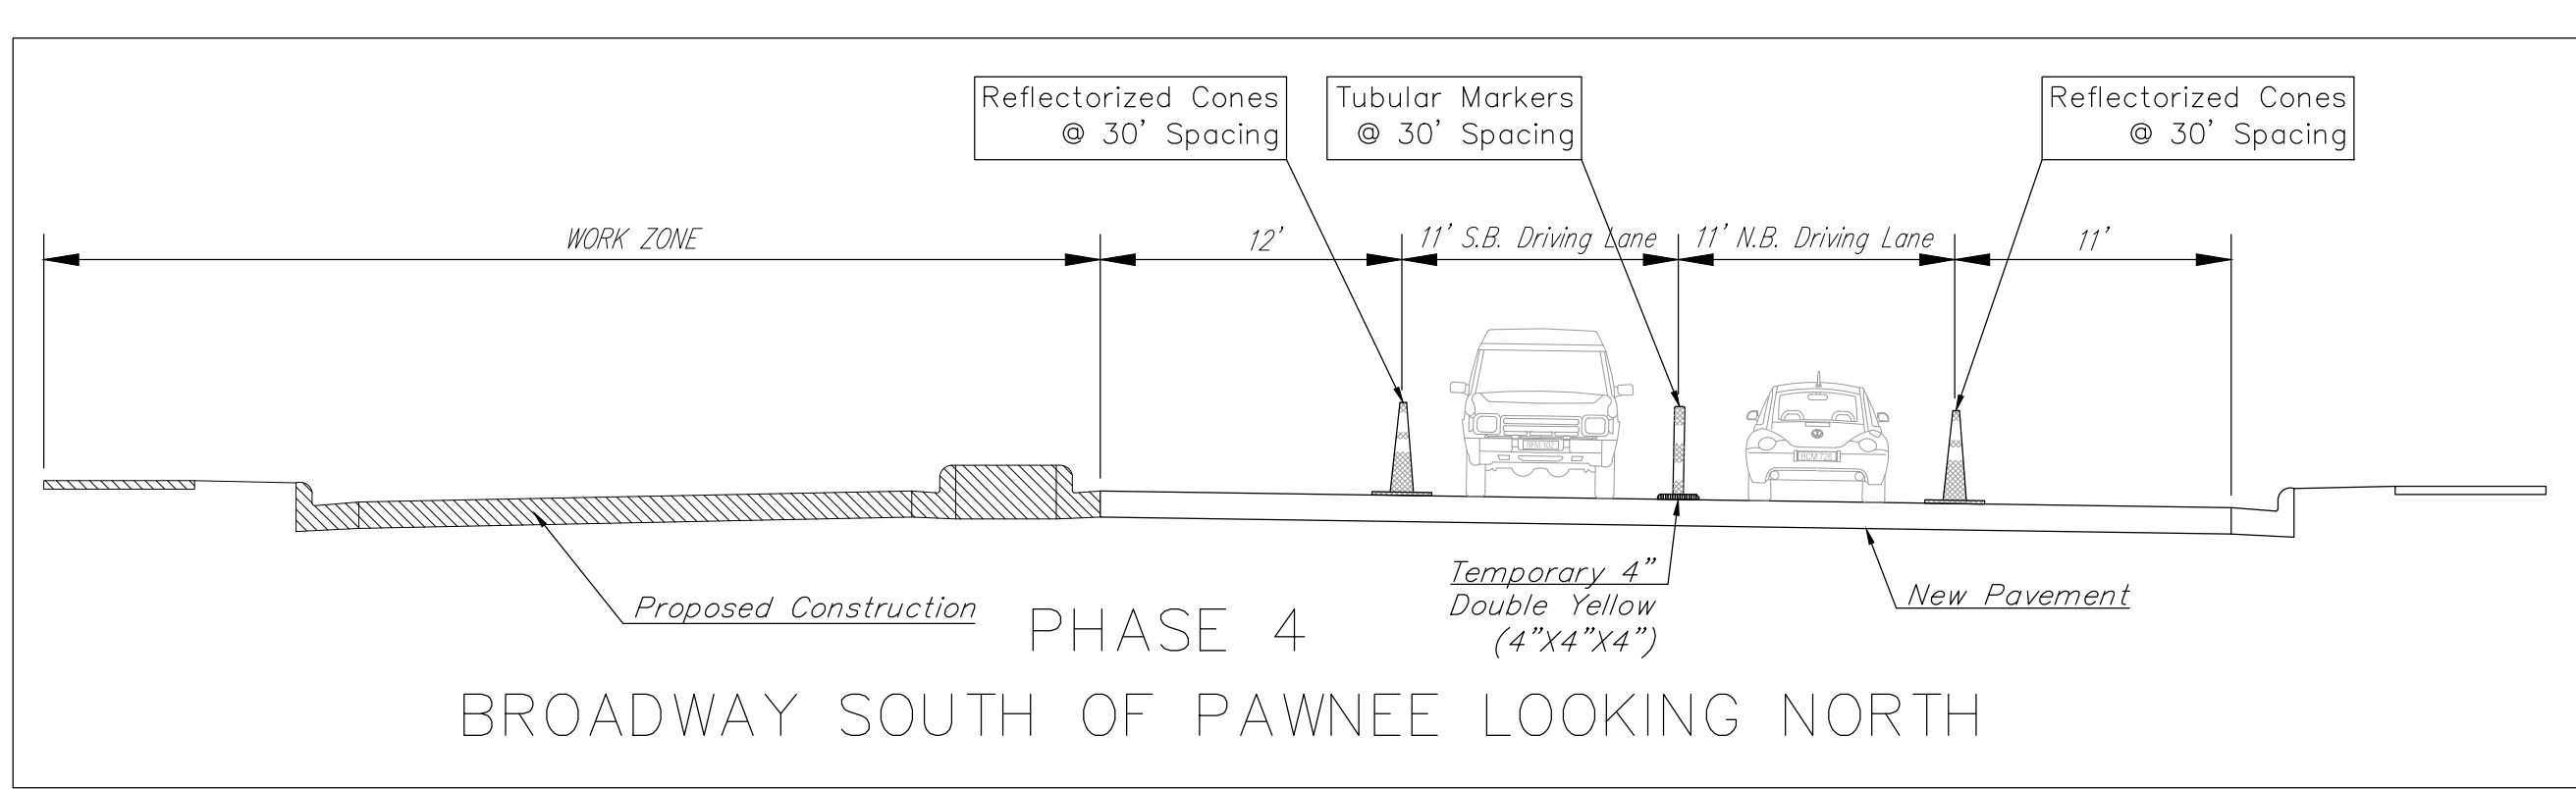 Reflectorized Cones
@ 30' Spacing
Tubular Markers
@ 30' Spacing
Reflectorized Cones
@ 30' Spacing
WORK ZONE
12'
11' S.B. Driving Lane
11' N.B. Driving Lane
11'
BCM 726
Proposed Construction
Temporary 4"
Double Yellow
(4"X4"X4")
New Pavement
PHASE 4
BROADWAY SOUTH OF PAWNEE LOOKING NORTH